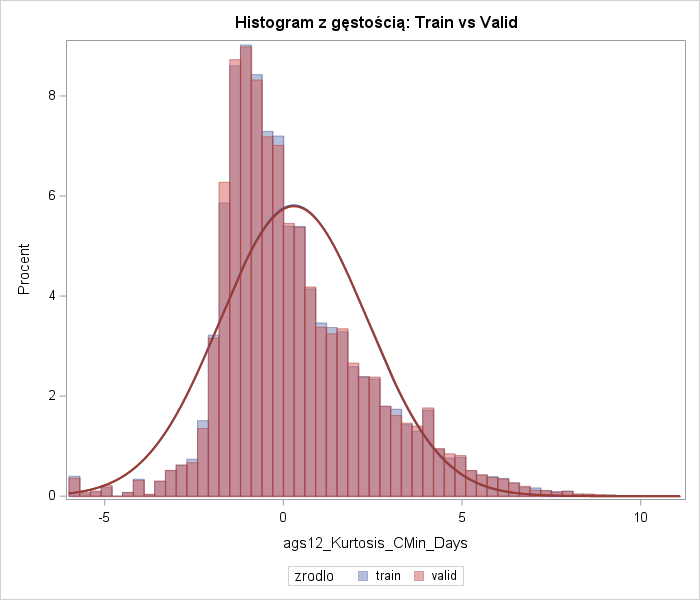 Histogram z gęstością: Train vs Valid
Procent
8
6
4
2
0
-5 0 5 10
ags12_Kurtosis_CMin_Days
zrodlo train valid